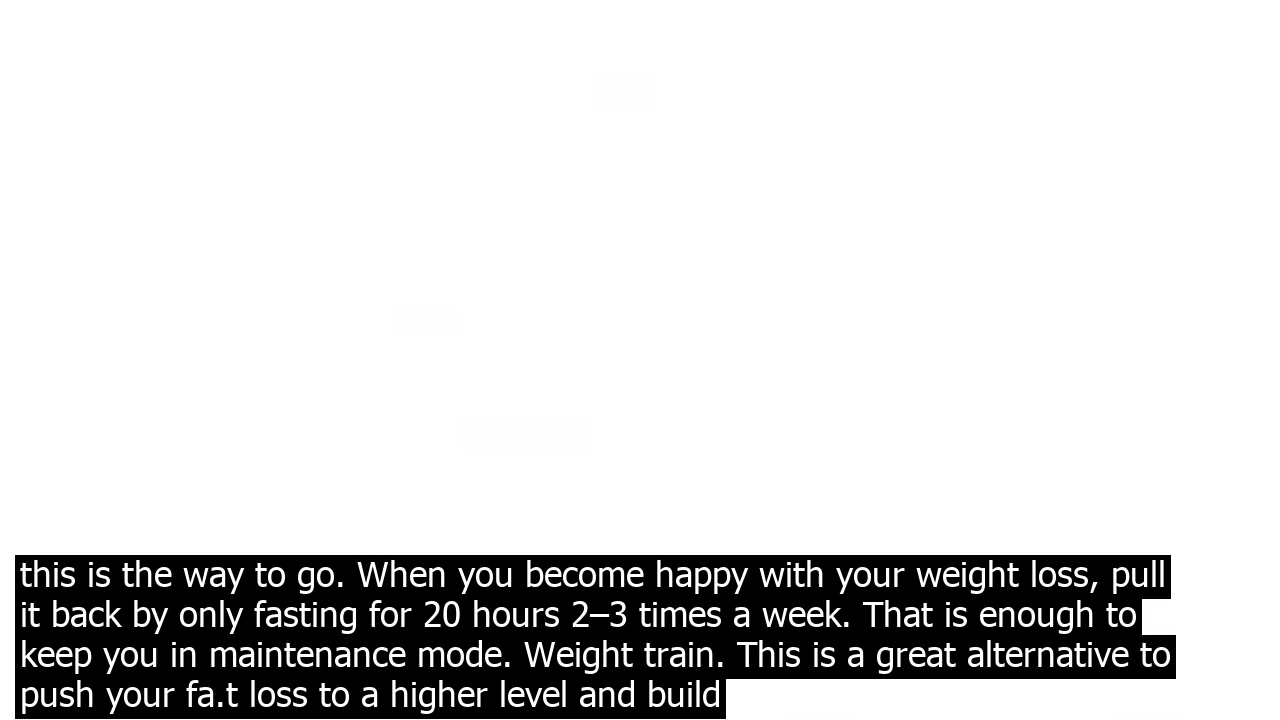 this is the way to go. When you become happy with your weight loss, pull
it back by only fasting for 20 hours 2–3 times a week. That is enough to
keep you in maintenance mode. Weight train. This is a great alternative to
push your fa.t loss to a higher level and build